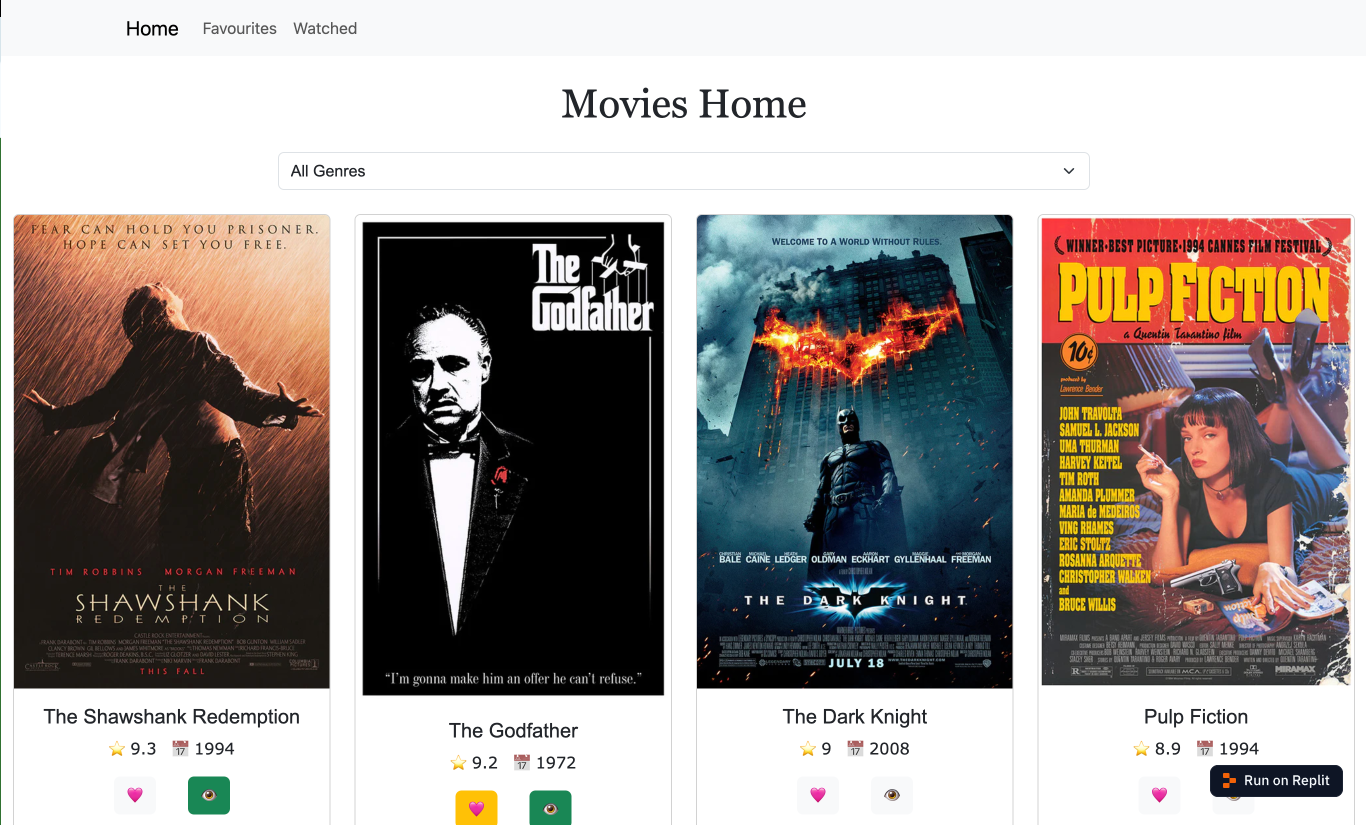 Home Favourites Watched
Movies Home
All Genres
FEAR CAN HOLD YOU PRISONER.
HOPE CAN SET YOU FREE.
TIM ROBBINS MORGAN FREEMAN
THE
SHAWSHANK
REDEMPTION
CASTLE ROCK ENTERTAINMENT
THIS FALL
The Shawshank Redemption
⭐ 9.3 📅 1994
The
Godfather
“I’m gonna make him an offer he can’t refuse.”
The Godfather
⭐ 9.2 📅 1972
WELCOME TO A WORLD WITHOUT RULES.
CHRISTIAN BALE MICHAEL CAINE HEATH LEDGER GARY OLDMAN AARON ECKHART MAGGIE GYLLENHAAL AND MORGAN FREEMAN
THE DARK KNIGHT
JULY 18
The Dark Knight
⭐ 9 📅 2008
WINNER•BEST PICTURE•1994 CANNES FILM FESTIVAL
PULP FICTION
a Quentin Tarantino film
10¢
produced by
Lawrence Bender
JOHN TRAVOLTA
SAMUEL L. JACKSON
UMA THURMAN
HARVEY KEITEL
TIM ROTH
AMANDA PLUMMER
MARIA de MEDEIROS
VING RHAMES
ERIC STOLTZ
ROSANNA ARQUETTE
CHRISTOPHER WALKEN
and
BRUCE WILLIS
MIRAMAX
Pulp Fiction
⭐ 8.9 📅 1994
Run on Replit